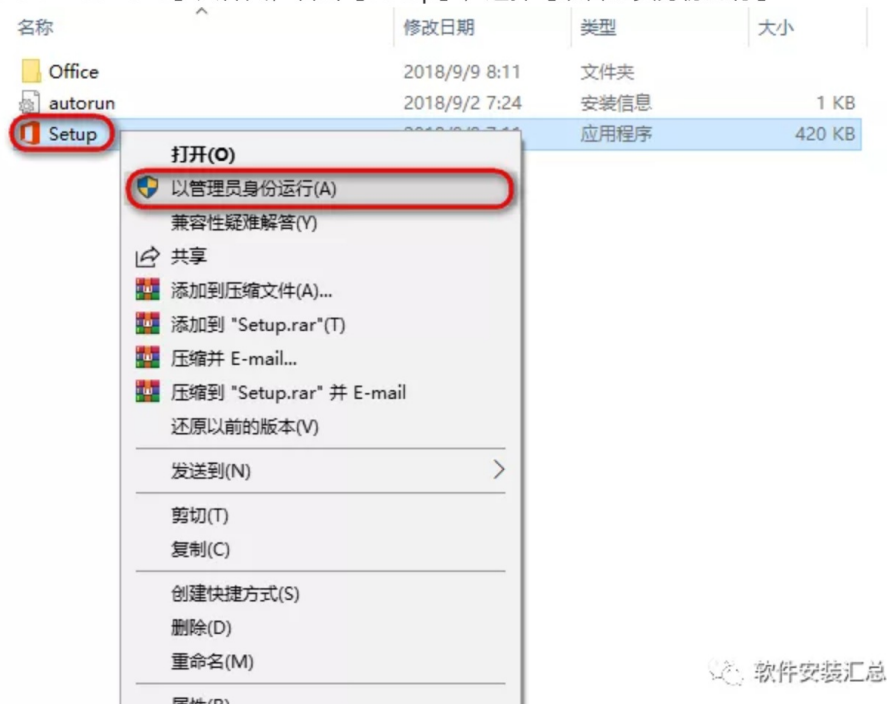 名称 修改日期 类型 大小
Office 2018/9/9 8:11 文件夹
autorun 2018/9/2 7:24 安装信息 1 KB
Setup 应用程序 420 KB
打开(O)
以管理员身份运行(A)
兼容性疑难解答(Y)
共享
添加到压缩文件(A)...
添加到 "Setup.rar"(T)
压缩并 E-mail...
压缩到 "Setup.rar" 并 E-mail
还原以前的版本(V)
发送到(N)
剪切(T)
复制(C)
创建快捷方式(S)
删除(D)
重命名(M)
属性(R)
软件安装汇总